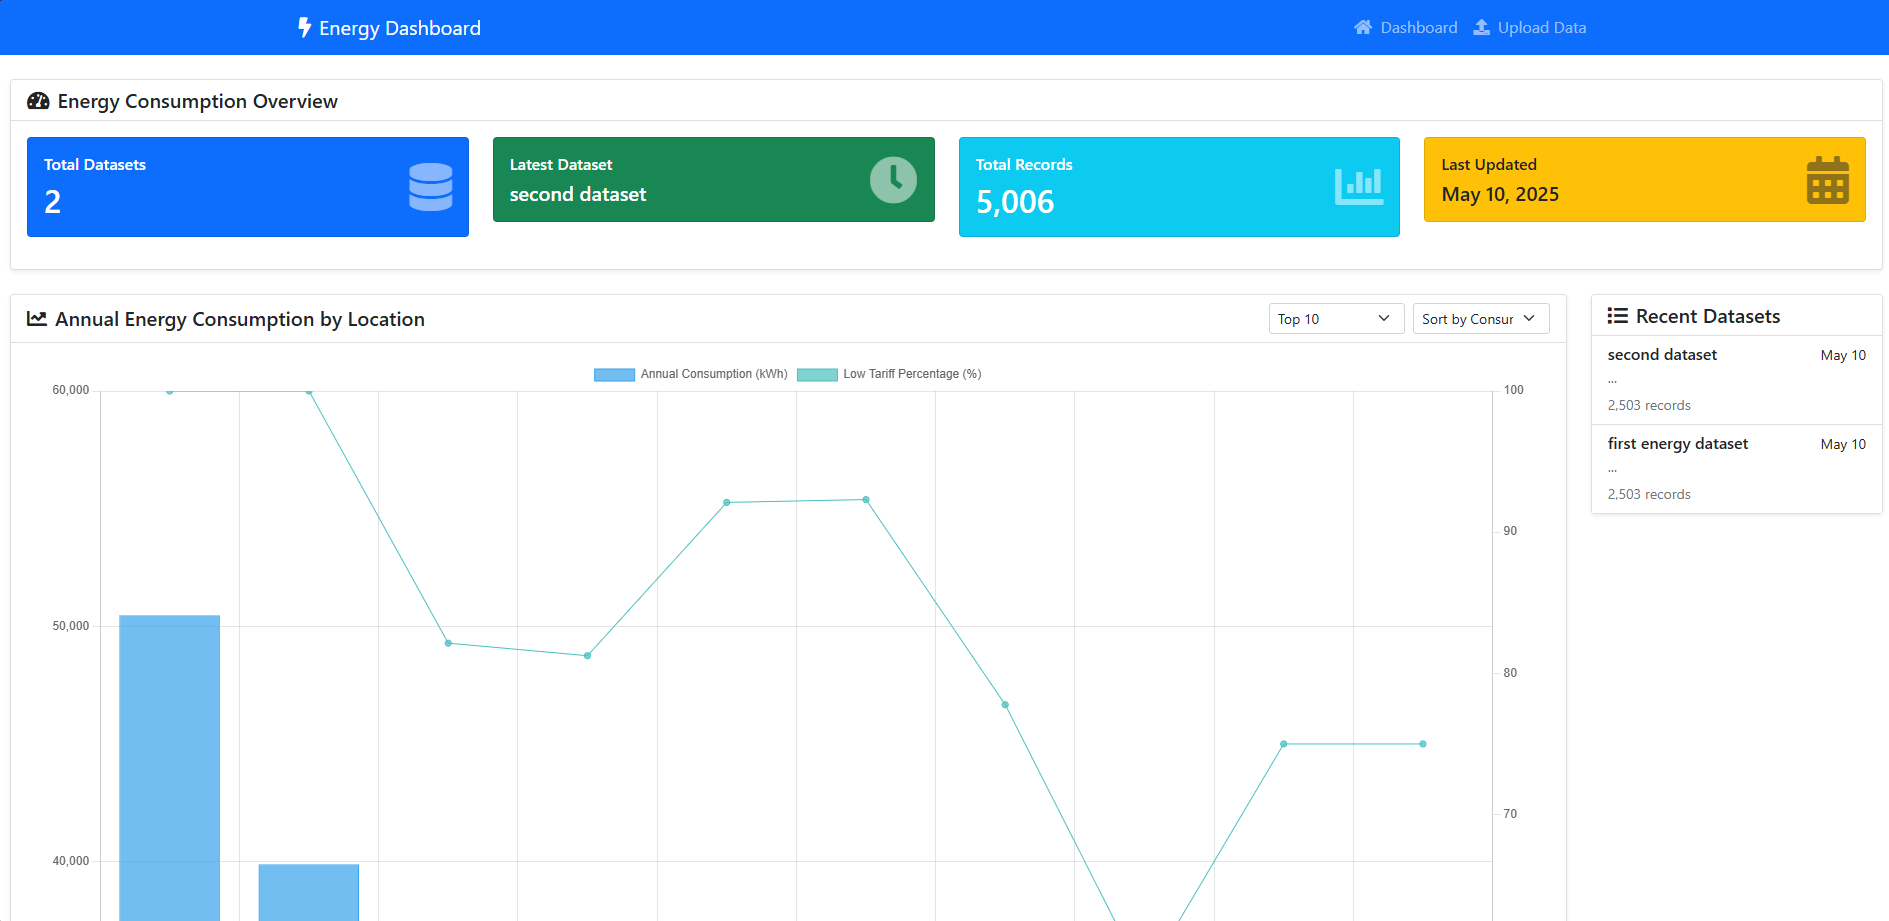 Energy Dashboard
Dashboard
Upload Data
Energy Consumption Overview
Total Datasets
2
Latest Dataset
second dataset
Total Records
5,006
Last Updated
May 10, 2025
Annual Energy Consumption by Location
Top 10
Sort by Consur
Annual Consumption (kWh)
Low Tariff Percentage (%)
60,000
50,000
40,000
100
90
80
70
Recent Datasets
second dataset May 10
...
2,503 records
first energy dataset May 10
...
2,503 records